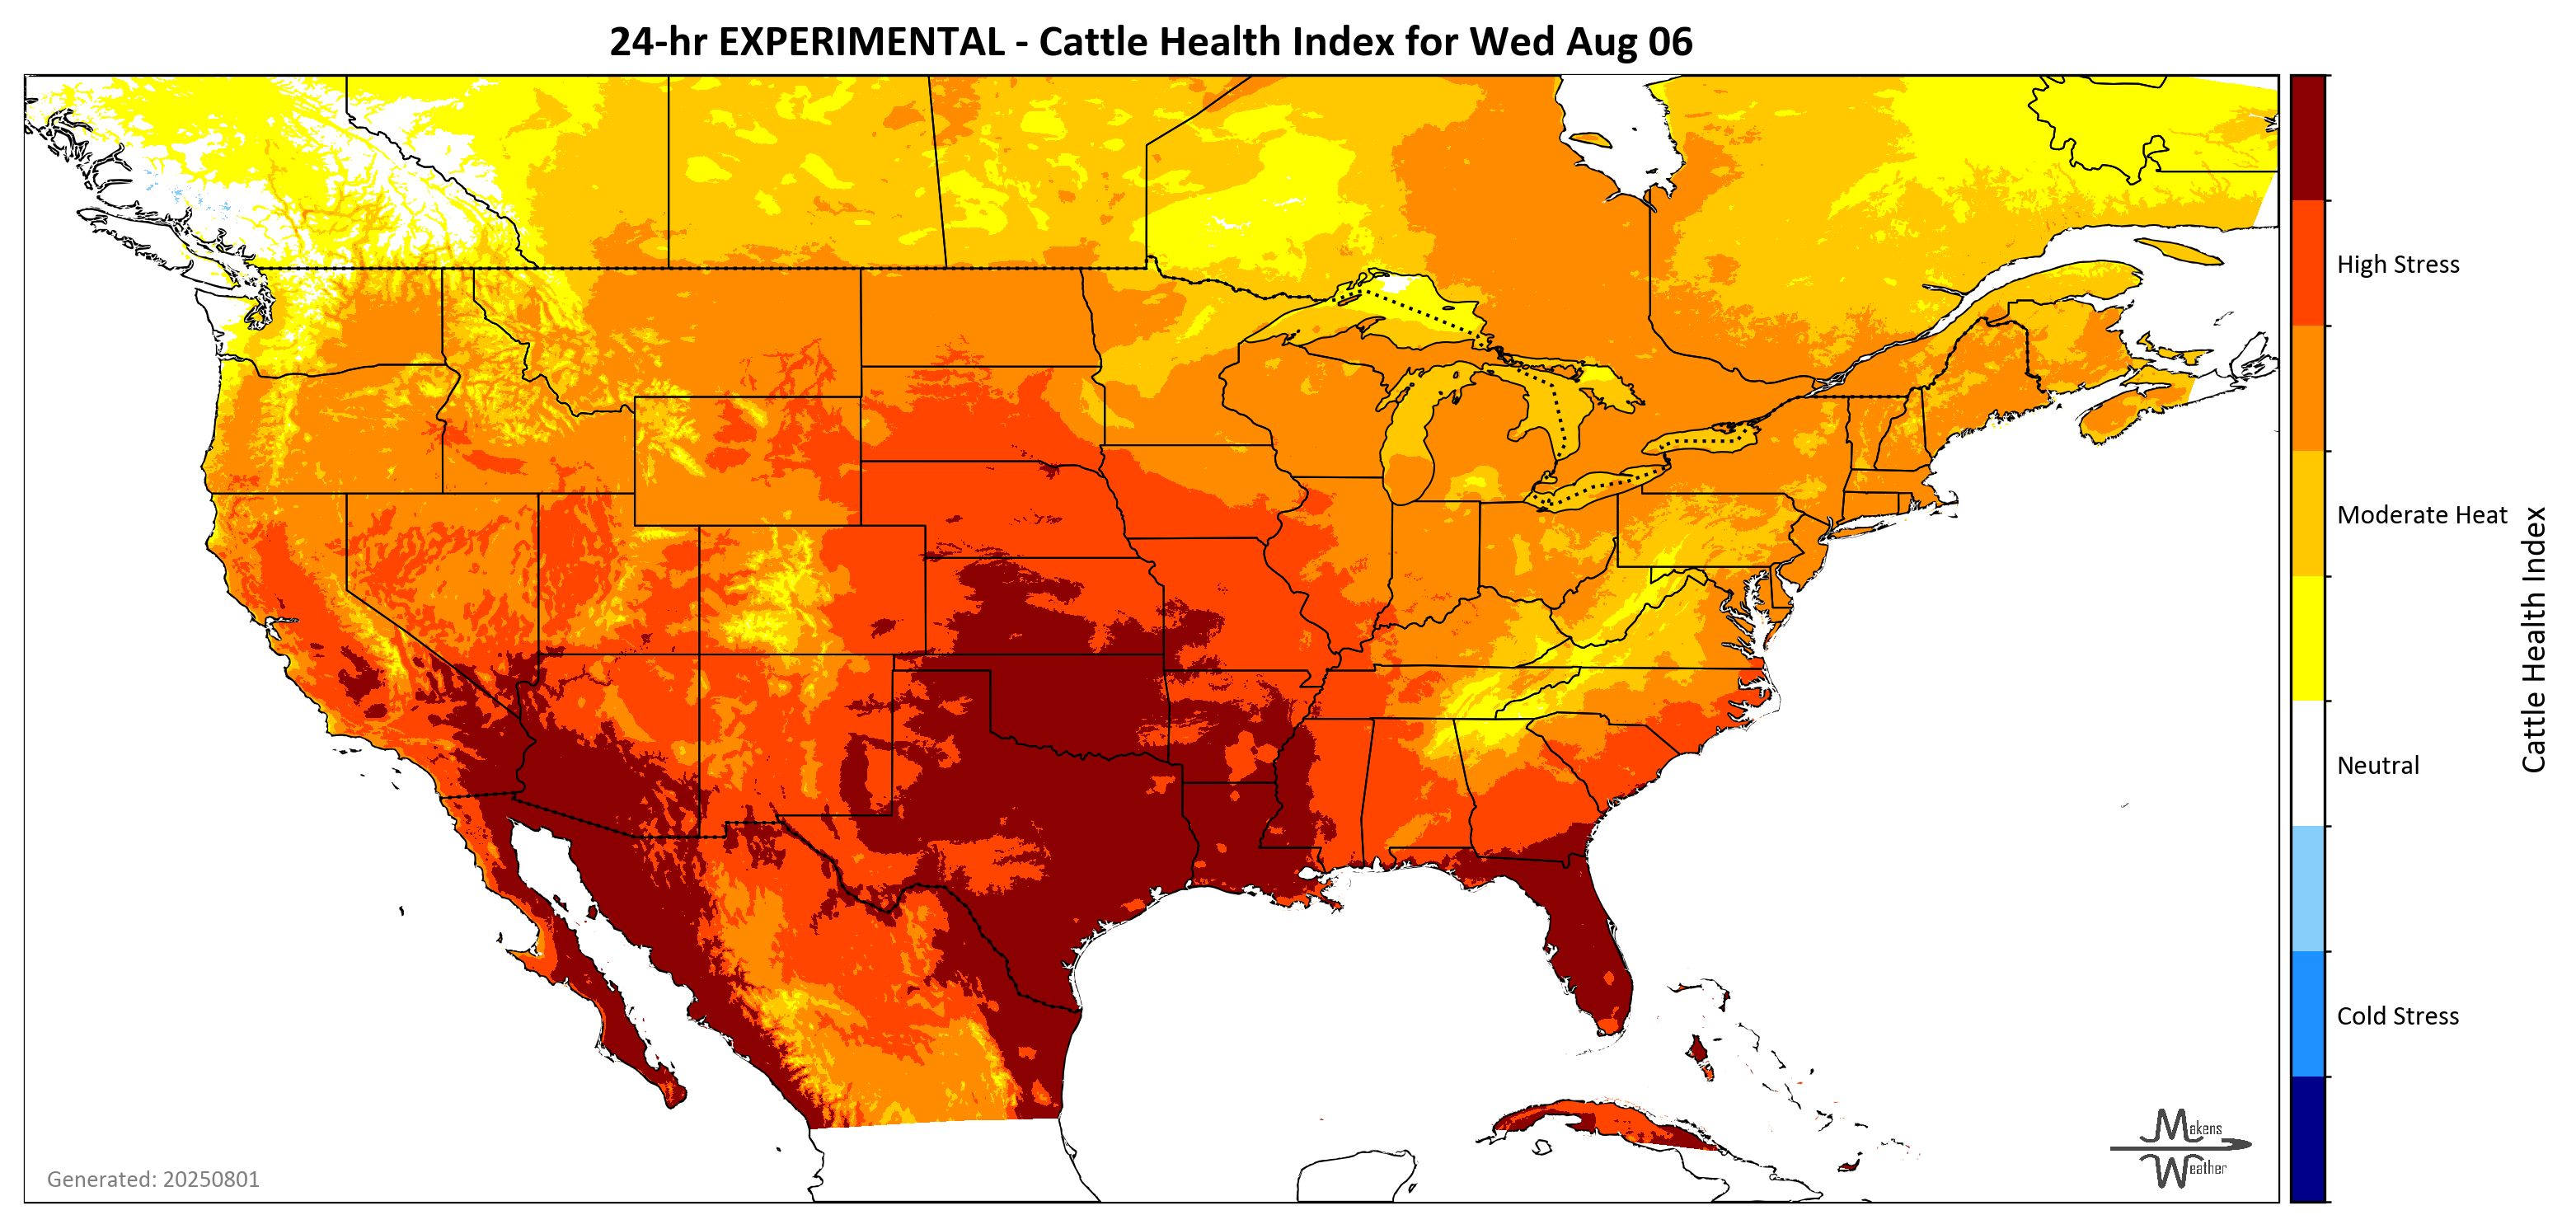 24-hr EXPERIMENTAL - Cattle Health Index for Wed Aug 06
High Stress
Moderate Heat
Neutral
Cold Stress
Cattle Health Index
Generated: 20250801
Makens
Weather